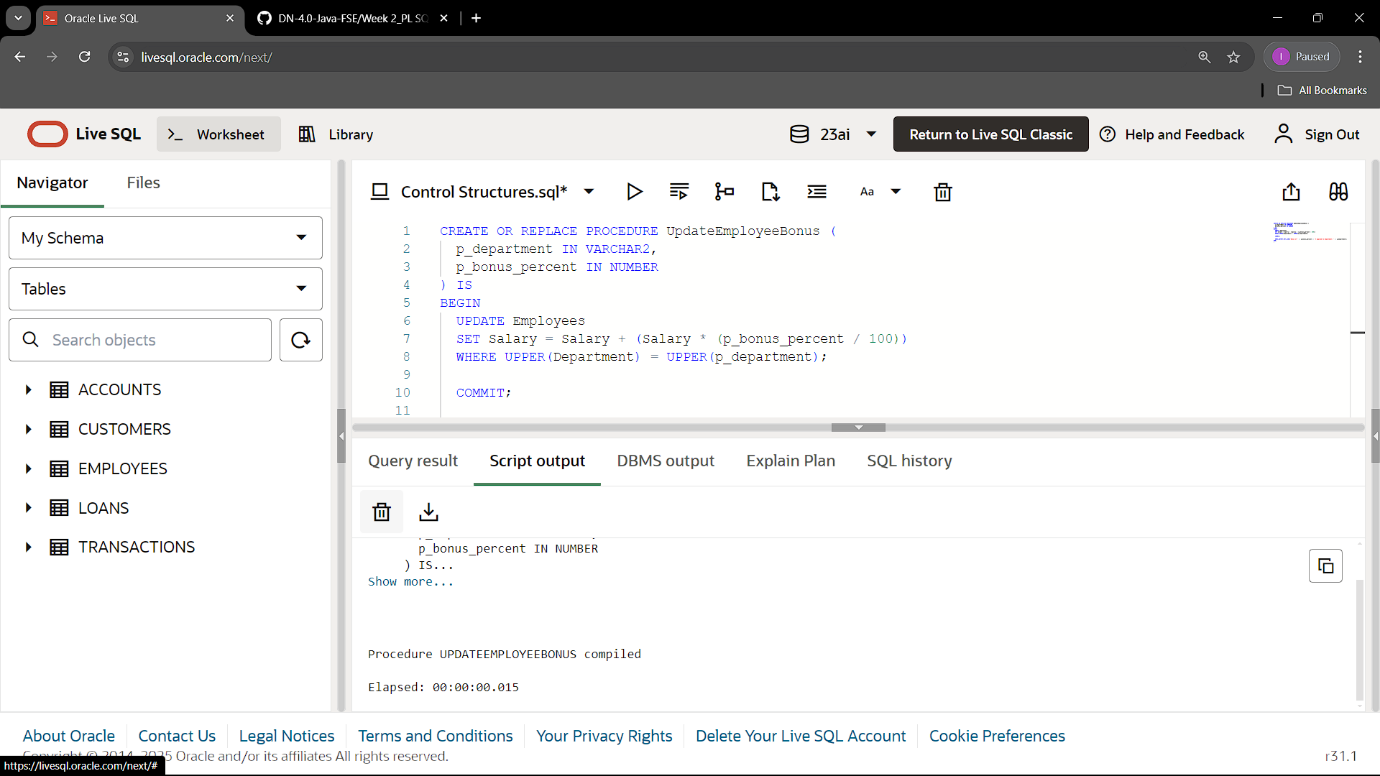 Oracle Live SQL
DN-4.0-Java-FSE/Week 2_PL SQ
livesql.oracle.com/next/
I
Paused
All Bookmarks
Live SQL
Worksheet
Library
23ai
Return to Live SQL Classic
Help and Feedback
Sign Out
Navigator
Files
My Schema
Tables
Search objects
ACCOUNTS
CUSTOMERS
EMPLOYEES
LOANS
TRANSACTIONS
Control Structures.sql*
Aa
1 CREATE OR REPLACE PROCEDURE UpdateEmployeeBonus (
2 p_department IN VARCHAR2,
3 p_bonus_percent IN NUMBER
4 ) IS
5 BEGIN
6 UPDATE Employees
7 SET Salary = Salary + (Salary * (p_bonus_percent / 100))
8 WHERE UPPER(Department) = UPPER(p_department);
9
10 COMMIT;
11
Query result
Script output
DBMS output
Explain Plan
SQL history
p_bonus_percent IN NUMBER
) IS...
Show more...
Procedure UPDATEEMPLOYEEBONUS compiled
Elapsed: 00:00:00.015
About Oracle
Contact Us
Legal Notices
Terms and Conditions
Your Privacy Rights
Delete Your Live SQL Account
Cookie Preferences
Copyright © 2014, 2025 Oracle and/or its affiliates All rights reserved.
r31.1
https://livesql.oracle.com/next/#